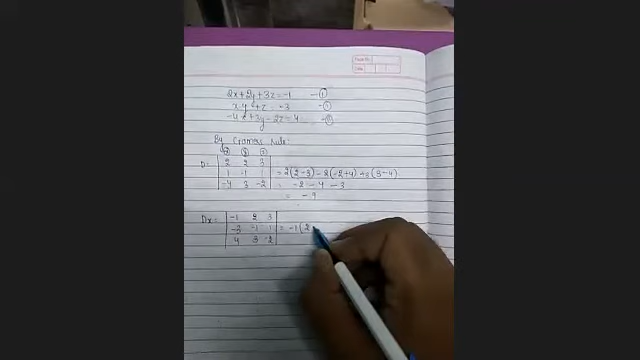 2x+2y+3z=-1 -①
x-y+z=-3 -②
-4x+3y-2z=4 -③
By Cramers Rule:
D= | 2 2 3 |
| 1 -1 1 | = 2(2-3)-2(-2+4)+3(3-4)
| -4 3 -2 | = -2-4-3
= -9
Dx= | -1 2 3 |
| -3 -1 1 | = -1(2
| 4 3 -2 |